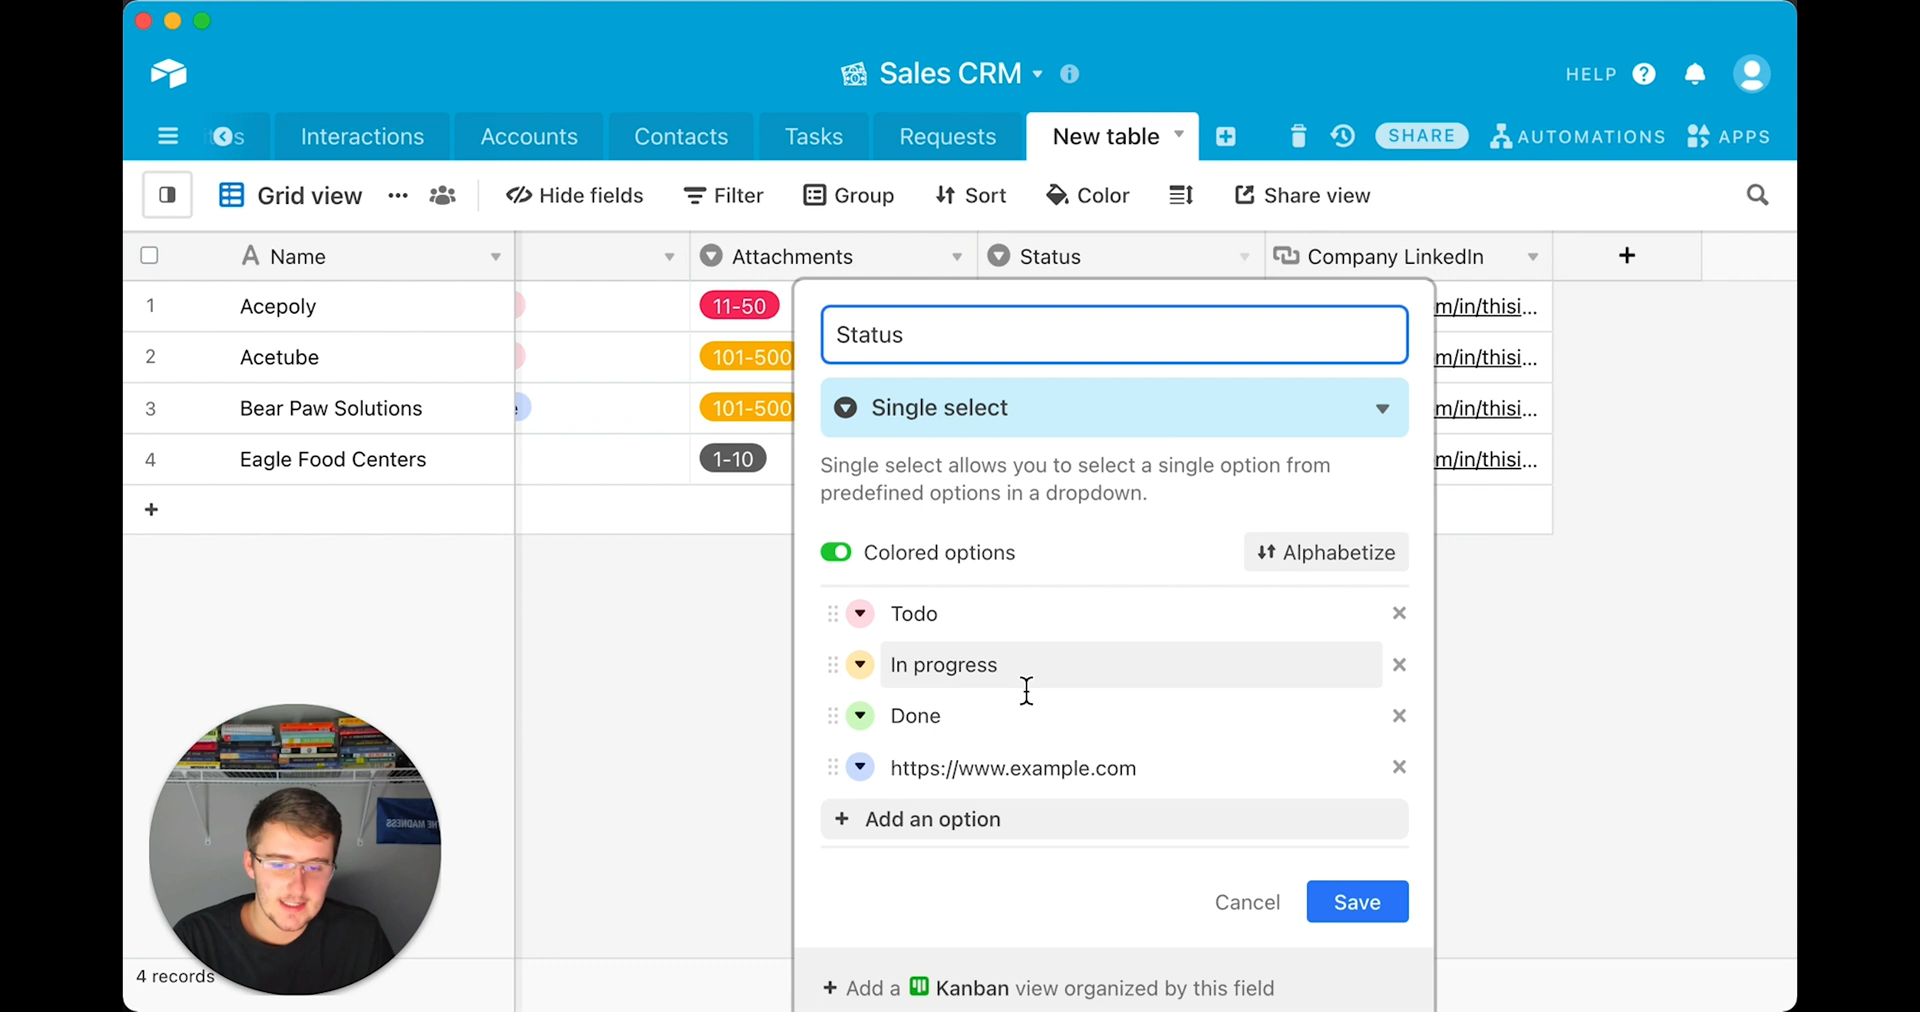 Sales CRM
HELP
Interactions
Accounts
Contacts
Tasks
Requests
New table
SHARE
AUTOMATIONS
APPS
Grid view
Hide fields
Filter
Group
Sort
Color
Share view
Name
Attachments
Status
Company LinkedIn
1 Acepoly 11-50 m/in/thisi...
2 Acetube 101-500 m/in/thisi...
3 Bear Paw Solutions 101-500 m/in/thisi...
4 Eagle Food Centers 1-10 m/in/thisi...
Status
Single select
Single select allows you to select a single option from
predefined options in a dropdown.
Colored options
Alphabetize
Todo
In progress
Done
https://www.example.com
+ Add an option
Cancel
Save
+ Add a Kanban view organized by this field
4 records